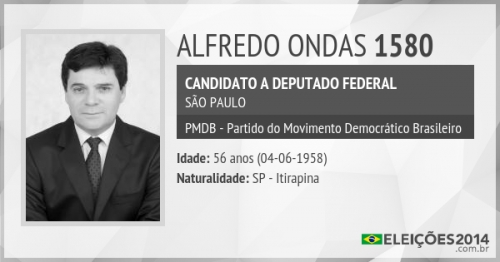 ALFREDO ONDAS 1580
CANDIDATO A DEPUTADO FEDERAL
SÃO PAULO
PMDB - Partido do Movimento Democrático Brasileiro
Idade: 56 anos (04-06-1958)
Naturalidade: SP - Itirapina
ELEIÇÕES2014
.com.br